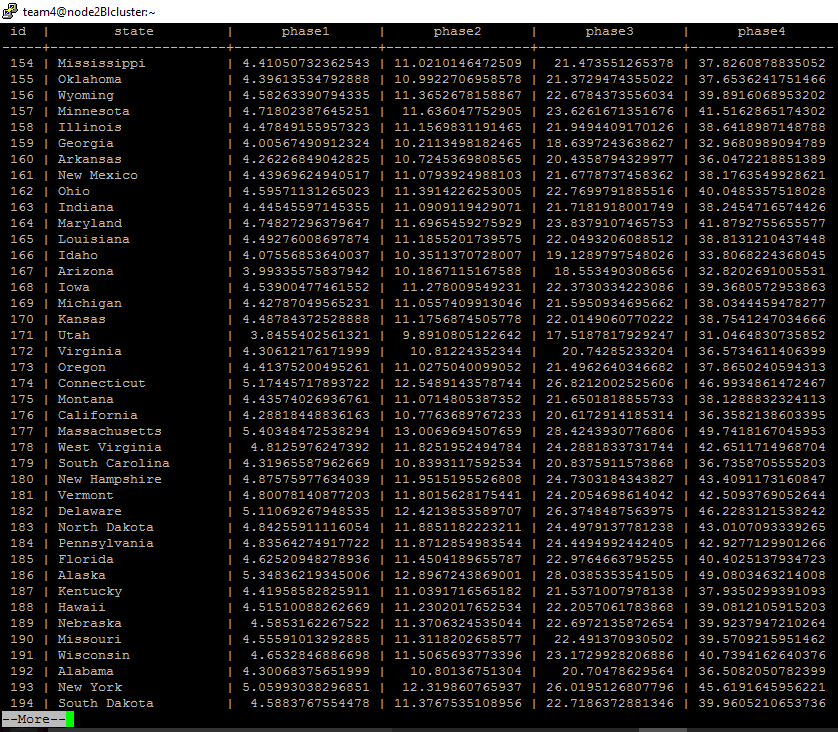 team4@node2BIcluster:~
id | state | phase1 | phase2 | phase3 | phase4
-----+----------------------+------------------+------------------+------------------+------------------
154 | Mississippi | 4.41050732362543 | 11.0210146472509 | 21.473551265378 | 37.8260878835052
155 | Oklahoma | 4.39613534792888 | 10.9922706958578 | 21.3729474355022 | 37.6536241751466
156 | Wyoming | 4.58263390794335 | 11.3652678158867 | 22.6784373556034 | 39.8916068953202
157 | Minnesota | 4.71802387645251 | 11.636047752905 | 23.6261671351676 | 41.5162865174302
158 | Illinois | 4.47849155957323 | 11.1569831191465 | 21.9494409170126 | 38.6418987148788
159 | Georgia | 4.00567490912324 | 10.2113498182465 | 18.6397243638627 | 32.9680989094789
160 | Arkansas | 4.26226849042825 | 10.7245369808565 | 20.4358794329977 | 36.0472218851389
161 | New Mexico | 4.43969624940517 | 11.0793924988103 | 21.6778737458362 | 38.1763549928621
162 | Ohio | 4.59571131265023 | 11.3914226253005 | 22.7699791885516 | 40.0485357518028
163 | Indiana | 4.44545597145355 | 11.0909119429071 | 21.7181918001749 | 38.2454716574426
164 | Maryland | 4.74827296379647 | 11.6965459275929 | 23.8379107465753 | 41.8792755655577
165 | Louisiana | 4.49276008697874 | 11.1855201739575 | 22.0493206088512 | 38.8131210437448
166 | Idaho | 4.07556853640037 | 10.3511370728007 | 19.1289797548026 | 33.8068224368045
167 | Arizona | 3.99335575837942 | 10.1867115167588 | 18.553490308656 | 32.8202691005531
168 | Iowa | 4.53900477461552 | 11.278009549231 | 22.3730334223086 | 39.3680572953863
169 | Michigan | 4.42787049565231 | 11.0557409913046 | 21.5950934695662 | 38.0344459478277
170 | Kansas | 4.48784372528888 | 11.1756874505778 | 22.0149060770222 | 38.7541247034666
171 | Utah | 3.8455402561321 | 9.8910805122642 | 17.5187817929247 | 31.0464830735852
172 | Virginia | 4.30612176171999 | 10.81224352344 | 20.74285233204 | 36.5734611406399
173 | Oregon | 4.41375200495261 | 11.0275040099052 | 21.4962640346682 | 37.8650240594313
174 | Connecticut | 5.17445717893722 | 12.5489143578744 | 26.8212002525606 | 46.9934861472467
175 | Montana | 4.43574026936761 | 11.0714805387352 | 21.6501818855733 | 38.1288832324113
176 | California | 4.28818448836163 | 10.7763689767233 | 20.6172914185314 | 36.3582138603395
177 | Massachusetts | 5.40348472538294 | 13.0069694507659 | 28.4243930776806 | 49.7418167045953
178 | West Virginia | 4.8125976247392 | 11.8251952494784 | 24.2881833731744 | 42.6511714968704
179 | South Carolina | 4.31965587962669 | 10.8393117592534 | 20.8375911573868 | 36.7358705555203
180 | New Hampshire | 4.87575977634039 | 11.9515195526808 | 24.7303184343827 | 43.4091173160847
181 | Vermont | 4.80078140877203 | 11.8015628175441 | 24.205469861404​2 | 42.5093769052644
182 | Delaware | 5.11069267948535 | 12.4213853589707 | 26.3748487563975 | 46.2283121538242
183 | North Dakota | 4.84255911116054 | 11.8851182223211 | 24.4979137781238 | 43.0107093339265
184 | Pennsylvania | 4.83564274917722 | 11.8712854983544 | 24.4494992442405 | 42.9277129901266
185 | Florida | 4.62520948278936 | 11.4504189655787 | 22.9764663795255 | 40.4025137934723
186 | Alaska | 5.34836219345006 | 12.8967243869001 | 28.0385353541505 | 49.0803463214008
187 | Kentucky | 4.41958582825911 | 11.0391716565182 | 21.5371007978138 | 37.9350299391093
188 | Hawaii | 4.51510088262669 | 11.2302017652534 | 22.2057061783868 | 39.0812105915203
189 | Nebraska | 4.5853162267522 | 11.3706324535044 | 22.6972135872654 | 39.9237947210264
190 | Missouri | 4.55591013292885 | 11.3118202658577 | 22.491370930502 | 39.5709215951462
191 | Wisconsin | 4.6532846886698 | 11.5065693773396 | 23.1729928206886 | 40.7394162640376
192 | Alabama | 4.30068375651999 | 10.80136751304 | 20.70478629564 | 36.5082050782399
193 | New York | 5.05993038296851 | 12.319860765937 | 26.0195126807796 | 45.6191645956221
194 | South Dakota | 4.5883767554478 | 11.3767535108956 | 22.7186372881346 | 39.9605210653736
--More--